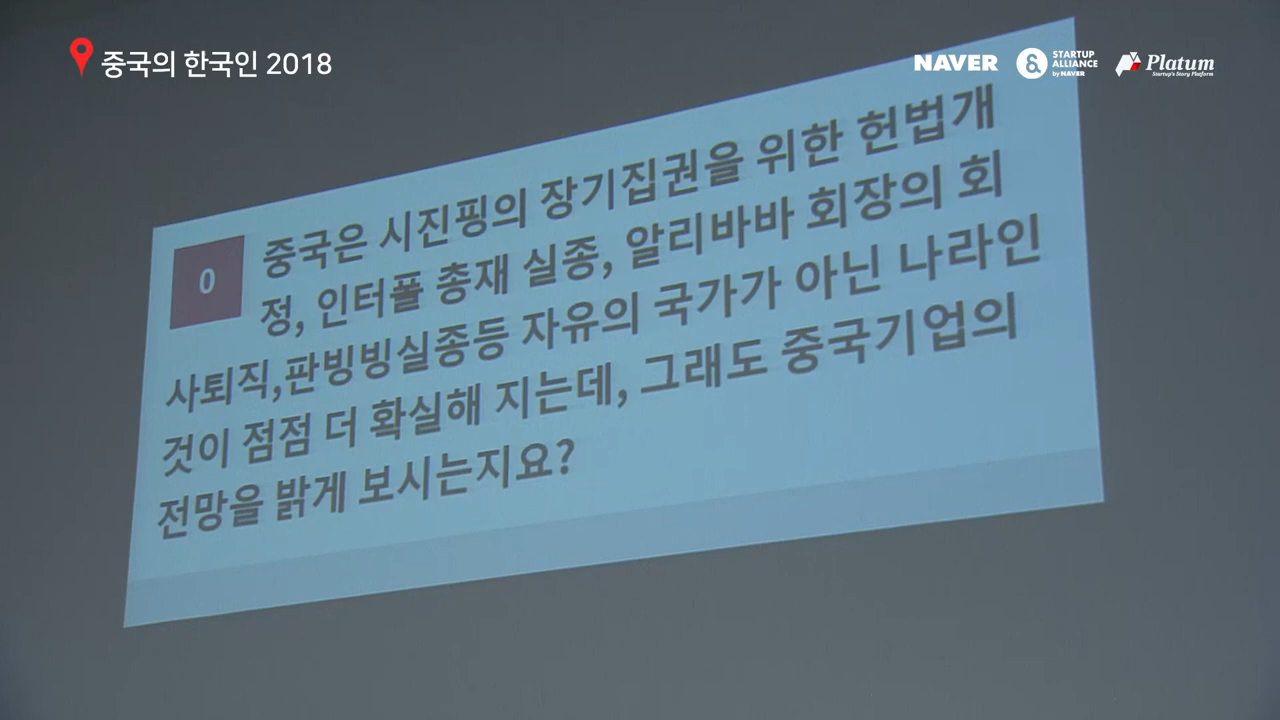 중국의 한국인 2018
NAVER
&
STARTUP
ALLIANCE
by NAVER
Platum
Startup's Story Platform
0
중국은 시진핑의 장기집권을 위한 헌법개
정, 인터폴 총재 실종, 알리바바 회장의 회
사퇴직,판빙빙실종등 자유의 국가가 아닌 나라인
것이 점점 더 확실해 지는데, 그래도 중국기업의
전망을 밝게 보시는지요?